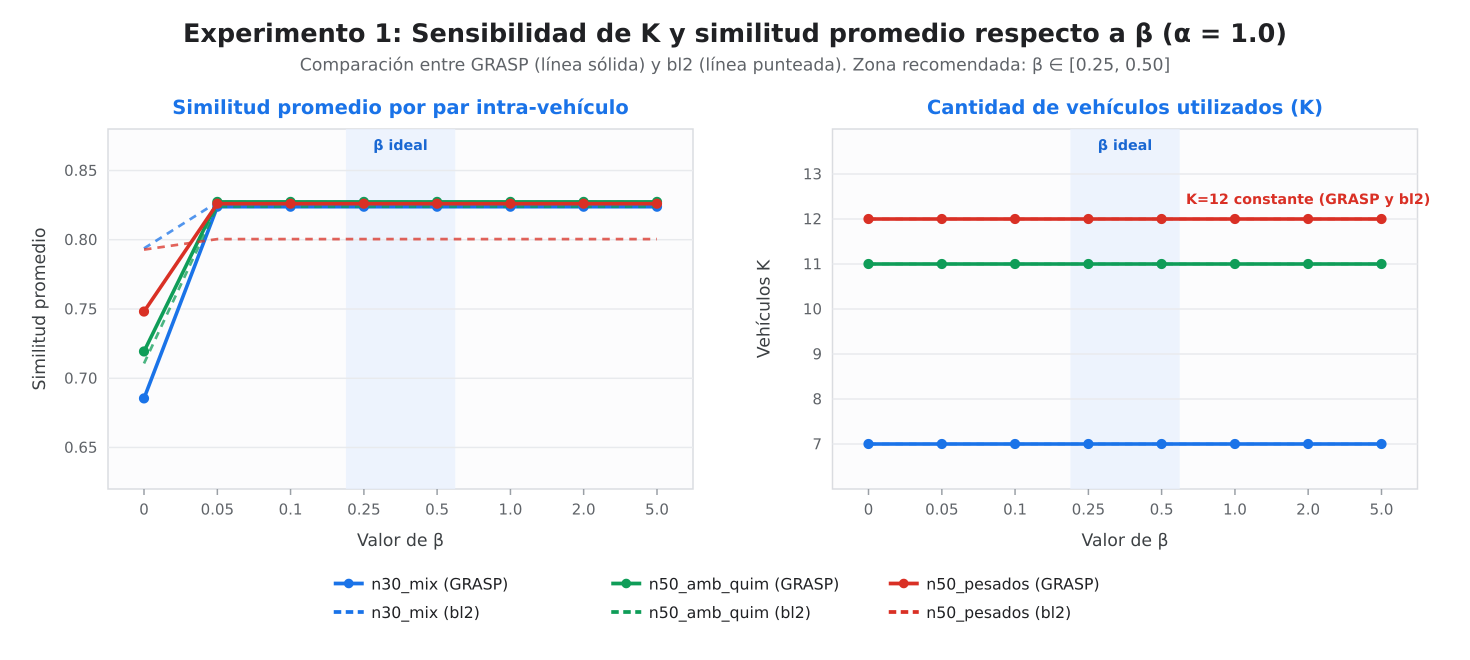 Experimento 1: Sensibilidad de K y similitud promedio respecto a β (α = 1.0)
Comparación entre GRASP (línea sólida) y bl2 (línea punteada). Zona recomendada: β ∈ [0.25, 0.50]
Similitud promedio por par intra-vehículo
β ideal
0.85
0.80
0.75
0.70
0.65
Similitud promedio
0 0.05 0.1 0.25 0.5 1.0 2.0 5.0
Valor de β
Cantidad de vehículos utilizados (K)
β ideal
K=12 constante (GRASP y bl2)
13
12
11
10
9
8
7
Vehículos K
0 0.05 0.1 0.25 0.5 1.0 2.0 5.0
Valor de β
n30_mix (GRASP) n50_amb_quim (GRASP) n50_pesados (GRASP)
n30_mix (bl2) n50_amb_quim (bl2) n50_pesados (bl2)